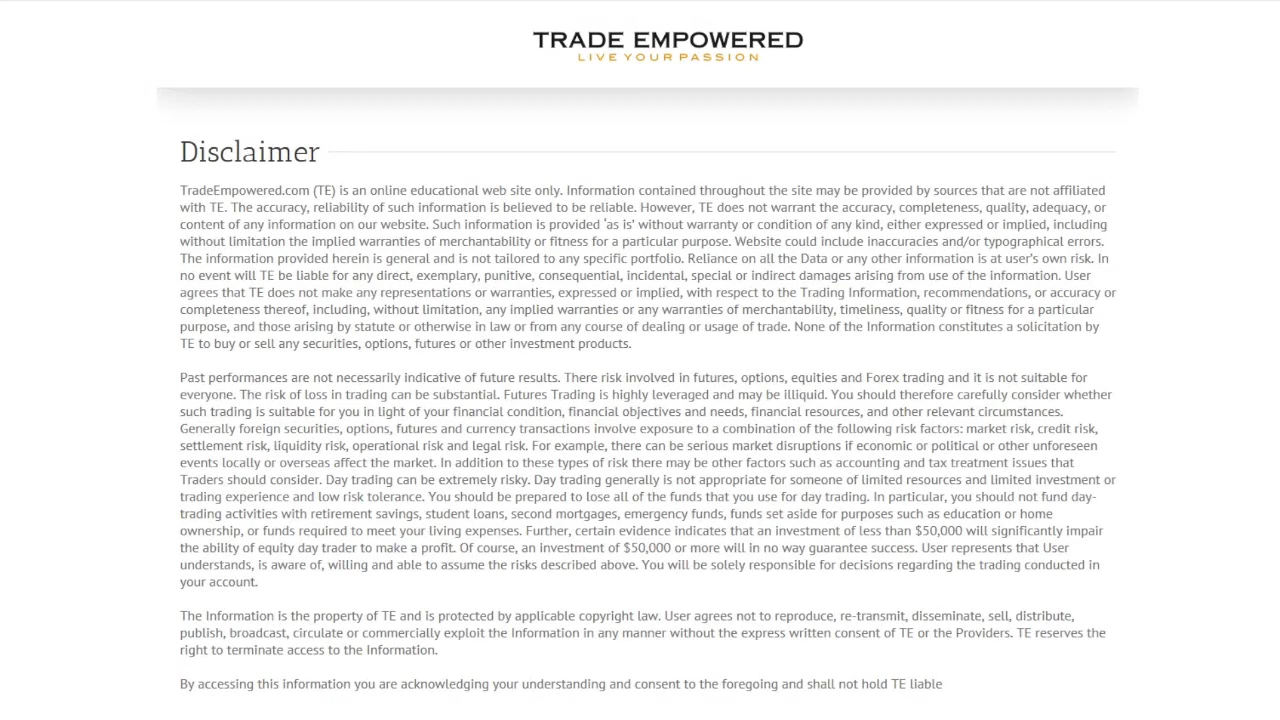 TRADE EMPOWERED
LIVE YOUR PASSION
Disclaimer
TradeEmpowered.com (TE) is an online educational web site only. Information contained throughout the site may be provided by sources that are not affiliated
with TE. The accuracy, reliability of such information is believed to be reliable. However, TE does not warrant the accuracy, completeness, quality, adequacy, or
content of any information on our website. Such information is provided 'as is' without warranty or condition of any kind, either expressed or implied, including
without limitation the implied warranties of merchantability or fitness for a particular purpose. Website could include inaccuracies and/or typographical errors.
The information provided herein is general and is not tailored to any specific portfolio. Reliance on all the Data or any other information is at user's own risk. In
no event will TE be liable for any direct, exemplary, punitive, consequential, incidental, special or indirect damages arising from use of the information. User
agrees that TE does not make any representations or warranties, expressed or implied, with respect to the Trading Information, recommendations, or accuracy or
completeness thereof, including, without limitation, any implied warranties or any warranties of merchantability, timeliness, quality or fitness for a particular
purpose, and those arising by statute or otherwise in law or from any course of dealing or usage of trade. None of the Information constitutes a solicitation by
TE to buy or sell any securities, options, futures or other investment products.
Past performances are not necessarily indicative of future results. There risk involved in futures, options, equities and Forex trading and it is not suitable for
everyone. The risk of loss in trading can be substantial. Futures Trading is highly leveraged and may be illiquid. You should therefore carefully consider whether
such trading is suitable for you in light of your financial condition, financial objectives and needs, financial resources, and other relevant circumstances.
Generally foreign securities, options, futures and currency transactions involve exposure to a combination of the following risk factors: market risk, credit risk,
settlement risk, liquidity risk, operational risk and legal risk. For example, there can be serious market disruptions if economic or political or other unforeseen
events locally or overseas affect the market. In addition to these types of risk there may be other factors such as accounting and tax treatment issues that
Traders should consider. Day trading can be extremely risky. Day trading generally is not appropriate for someone of limited resources and limited investment or
trading experience and low risk tolerance. You should be prepared to lose all of the funds that you use for day trading. In particular, you should not fund day-
trading activities with retirement savings, student loans, second mortgages, emergency funds, funds set aside for purposes such as education or home
ownership, or funds required to meet your living expenses. Further, certain evidence indicates that an investment of less than $50,000 will significantly impair
the ability of equity day trader to make a profit. Of course, an investment of $50,000 or more will in no way guarantee success. User represents that User
understands, is aware of, willing and able to assume the risks described above. You will be solely responsible for decisions regarding the trading conducted in
your account.
The Information is the property of TE and is protected by applicable copyright law. User agrees not to reproduce, re-transmit, disseminate, sell, distribute,
publish, broadcast, circulate or commercially exploit the Information in any manner without the express written consent of TE or the Providers. TE reserves the
right to terminate access to the Information.
By accessing this information you are acknowledging your understanding and consent to the foregoing and shall not hold TE liable